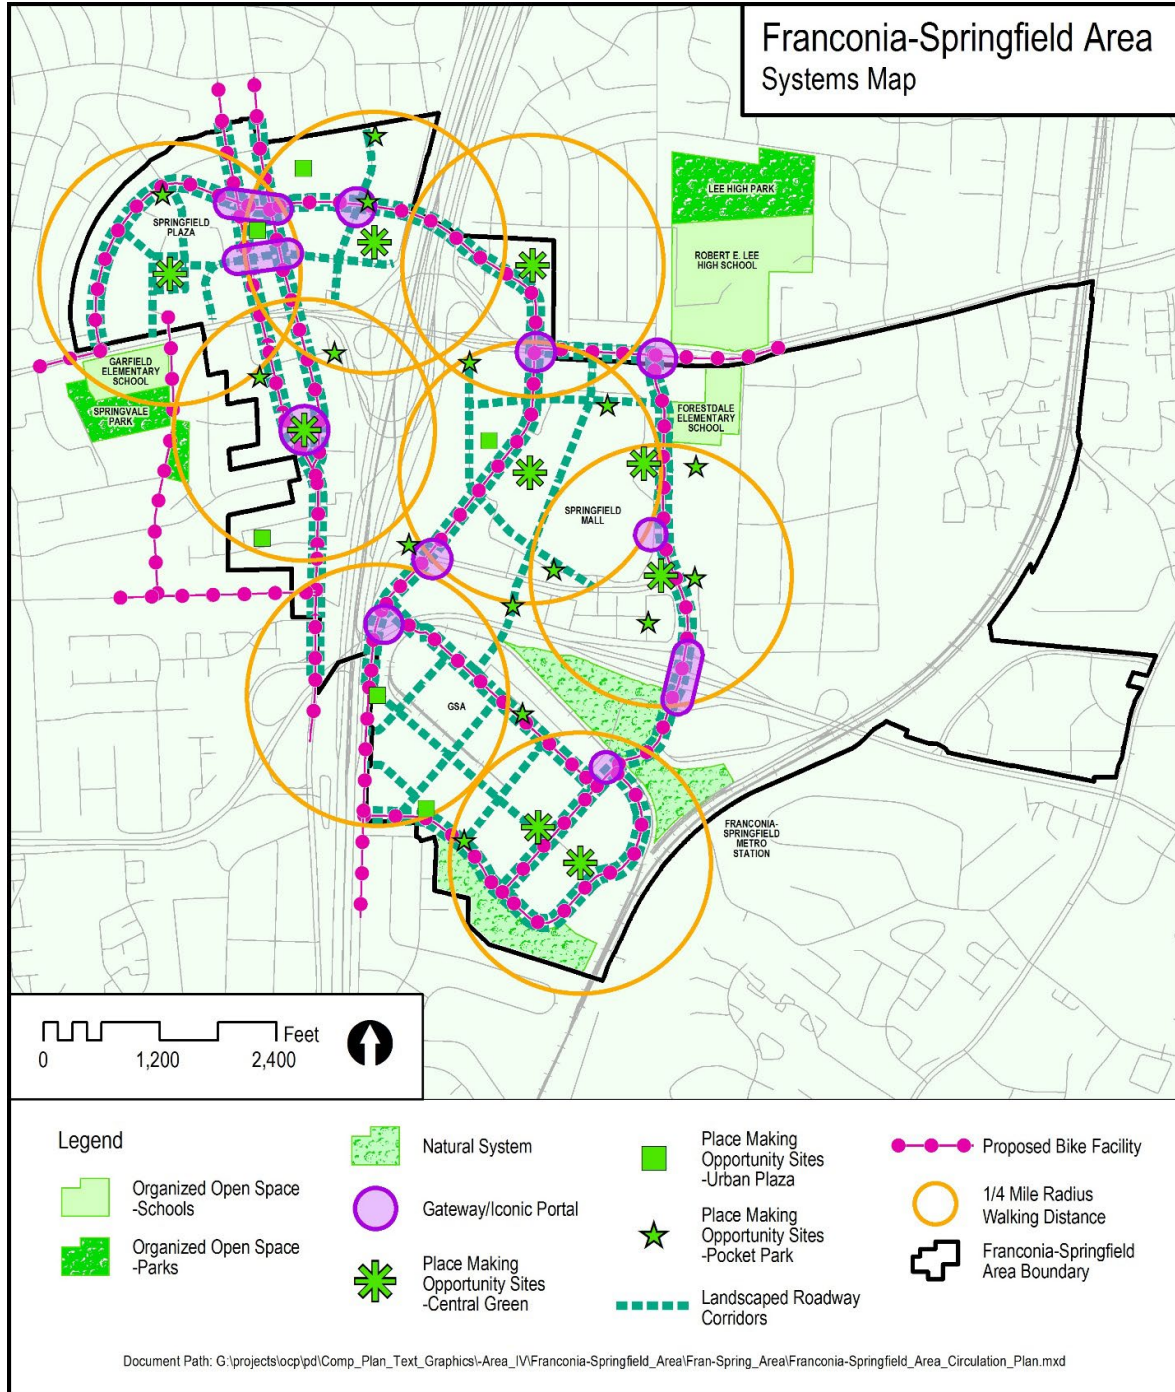 Franconia-Springfield Area
Systems Map
LEE HIGH PARK
SPRINGFIELD
PLAZA
ROBERT E. LEE
HIGH SCHOOL
GARFIELD
ELEMENTARY
SCHOOL
SPRINGVALE
PARK
FORESTDALE
ELEMENTARY
SCHOOL
SPRINGFIELD
MALL
GSA
FRANCONIA-
SPRINGFIELD
METRO
STATION
Feet
0
1,200
2,400
Legend
Organized Open Space
-Schools
Organized Open Space
-Parks
Natural System
Gateway/Iconic Portal
Place Making
Opportunity Sites
-Central Green
Place Making
Opportunity Sites
-Urban Plaza
Place Making
Opportunity Sites
-Pocket Park
Landscaped Roadway
Corridors
Proposed Bike Facility
1/4 Mile Radius
Walking Distance
Franconia-Springfield
Area Boundary
Document Path: G:\projects\ocp\pd\Comp_Plan_Text_Graphics\-Area_IV\Franconia-Springfield_Area\Fran-Spring_Area\Franconia-Springfield_Area_Circulation_Plan.mxd